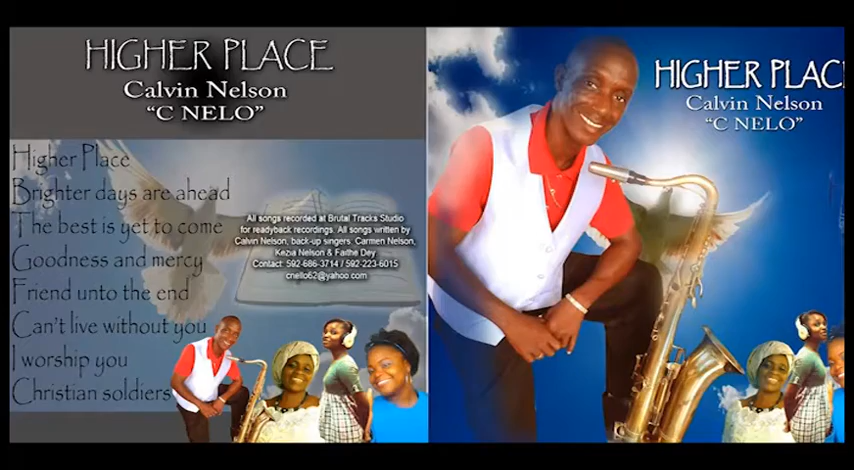 HIGHER PLACE
Calvin Nelson
“C NELO”
Higher Place
Brighter days are ahead
The best is yet to come
Goodness and mercy
Friend unto the end
Can't live without you
I worship you
Christian soldiers
All songs recorded at Brutal Tracks Studio
for readyback recordings. All songs written by
Calvin Nelson, back-up singers. Carmen Nelson,
Kezia Nelson & Faithe Dey
Contact: 592-686-3714 / 592-223-6015
cnello62@yahoo.com
HIGHER PLAC
Calvin Nelson
“C NELO”